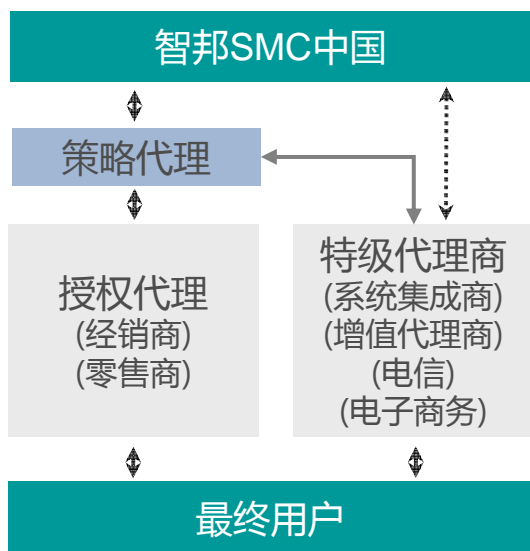 智邦SMC中国
策略代理
授权代理
(经销商)
(零售商)
特级代理商
(系统集成商)
(增值代理商)
(电信)
(电子商务)
最终用户